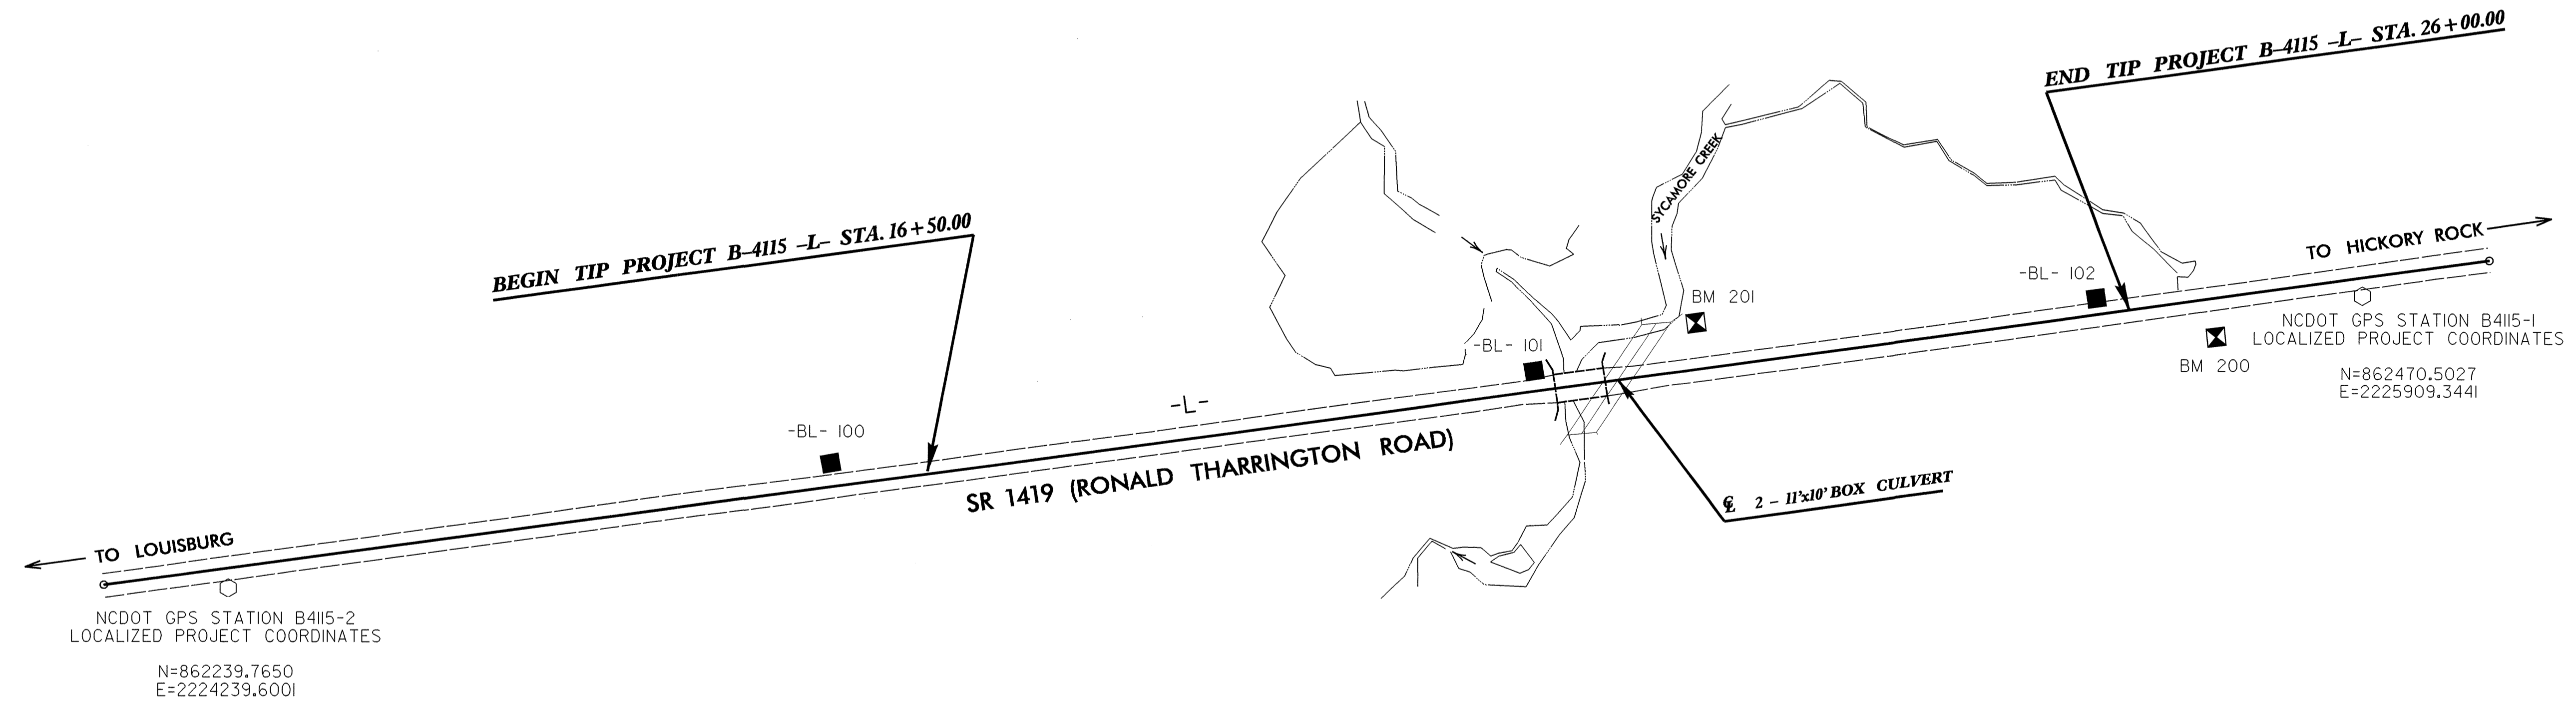 END TIP PROJECT B-4115 -L- STA. 26+00.00
SYCAMORE CREEK
BEGIN TIP PROJECT B-4115 -L- STA. 16+50.00
TO HICKORY ROCK
-BL- 102
BM 201
NCDOT GPS STATION B4115-1
LOCALIZED PROJECT COORDINATES
N=862470.5027
E=2225909.3441
BM 200
-BL- 101
-L-
-BL- 100
SR 1419 (RONALD THARRINGTON ROAD)
℄ 2 - 11'x10' BOX CULVERT
TO LOUISBURG
NCDOT GPS STATION B4115-2
LOCALIZED PROJECT COORDINATES
N=862239.7650
E=2224239.6001